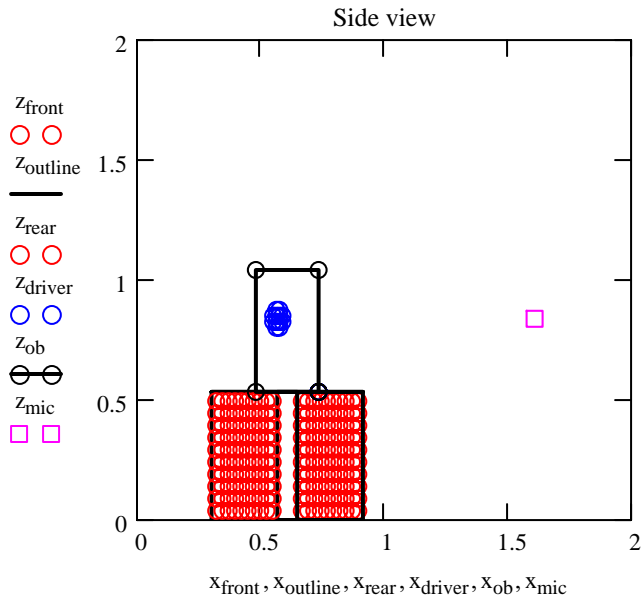 Side view
z_front
z_outline
z_rear
z_driver
z_ob
z_mic
2
1.5
1
0.5
0
0 0.5 1 1.5 2
x_front, x_outline, x_rear, x_driver, x_ob, x_mic